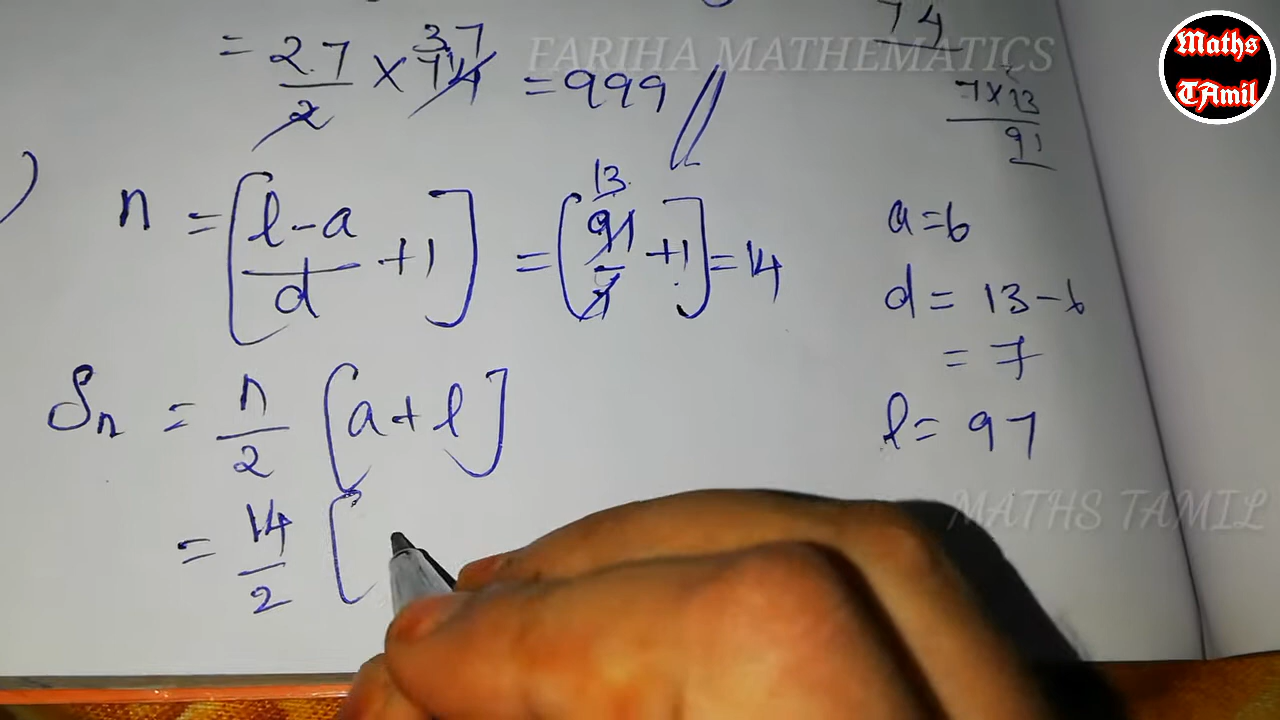 74
= 27/2 × 37 74 = 999 //
FARIHA MATHEMATICS
Maths
TAmil
7×13
91
) n = [l-a/d +1] = [13 91/7 +1] = 14
a = 6
d = 13-6
= 7
l = 97
Sn = n/2 [a+l]
= 14/2 [
MATHS TAMIL